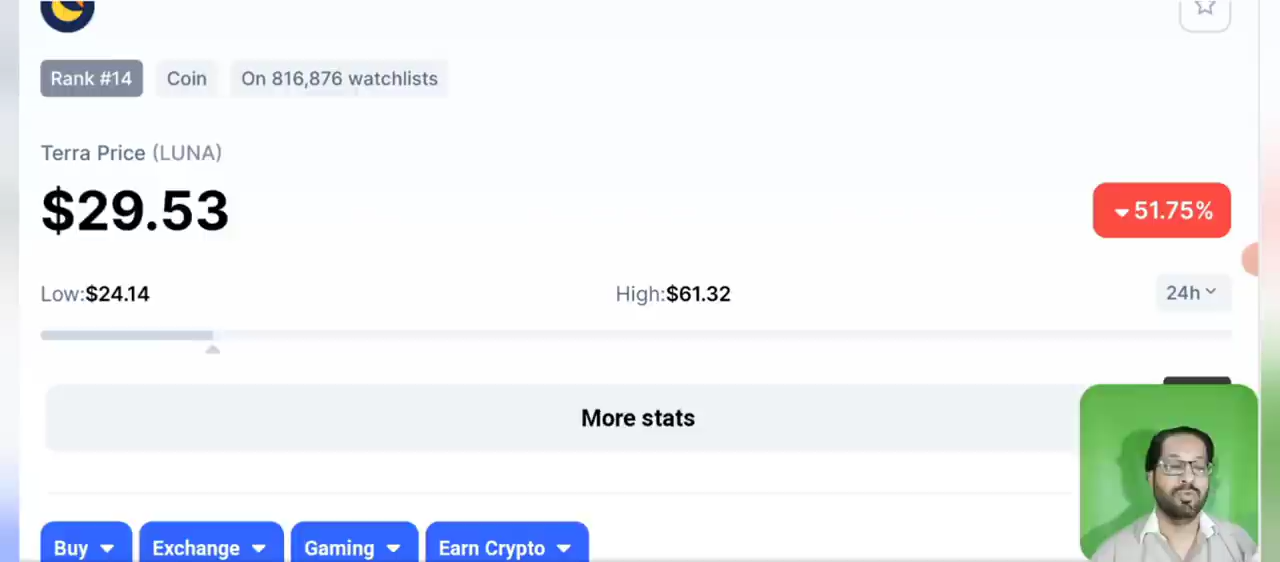 Rank #14 Coin On 816,876 watchlists
Terra Price (LUNA)
$29.53 51.75%
Low:$24.14 High:$61.32 24h
More stats
Buy Exchange Gaming Earn Crypto